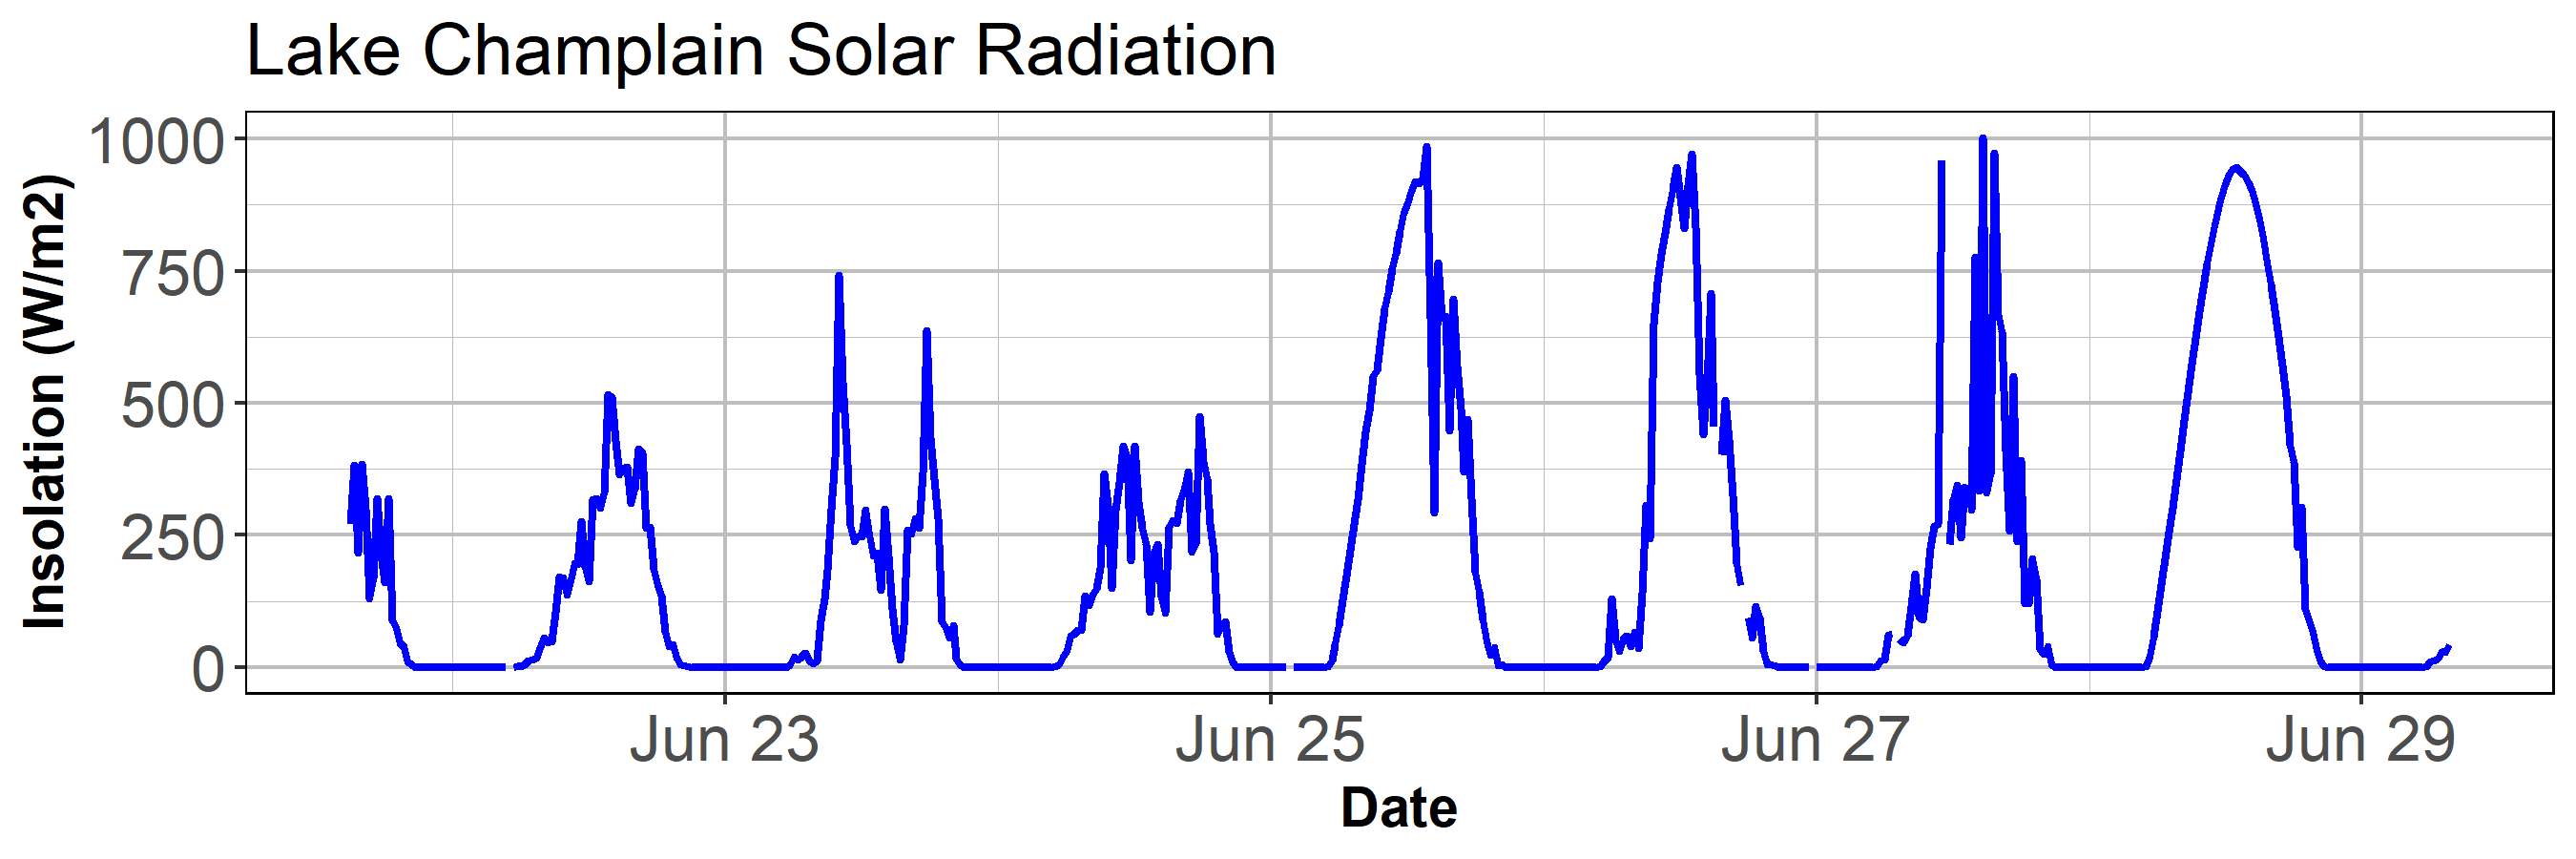 Lake Champlain Solar Radiation
Insolation (W/m2)
1000
750
500
250
0
Jun 23 Jun 25 Jun 27 Jun 29
Date